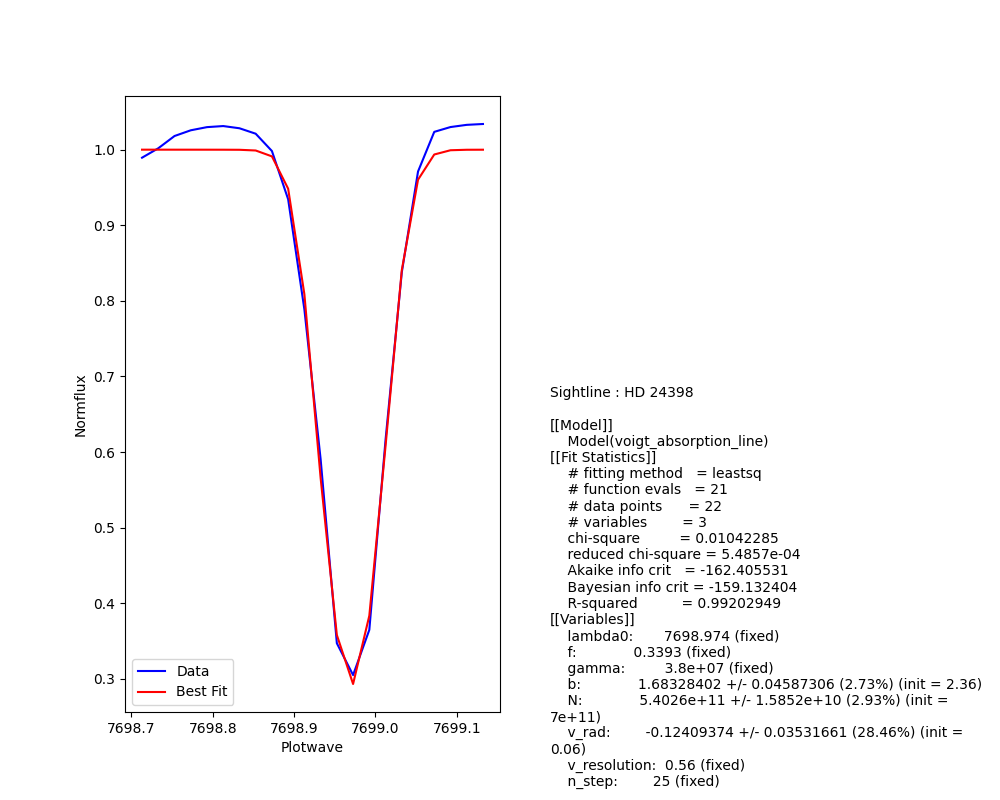 1.0
0.9
0.8
0.7
0.6
0.5
0.4
0.3
Normflux
Data
Best Fit
7698.7 7698.8 7698.9 7699.0 7699.1
Plotwave
Sightline : HD 24398
[[Model]]
Model(voigt_absorption_line)
[[Fit Statistics]]
# fitting method = leastsq
# function evals = 21
# data points = 22
# variables = 3
chi-square = 0.01042285
reduced chi-square = 5.4857e-04
Akaike info crit = -162.405531
Bayesian info crit = -159.132404
R-squared = 0.99202949
[[Variables]]
lambda0: 7698.974 (fixed)
f: 0.3393 (fixed)
gamma: 3.8e+07 (fixed)
b: 1.68328402 +/- 0.04587306 (2.73%) (init = 2.36)
N: 5.4026e+11 +/- 1.5852e+10 (2.93%) (init =
7e+11)
v_rad: -0.12409374 +/- 0.03531661 (28.46%) (init =
0.06)
v_resolution: 0.56 (fixed)
n_step: 25 (fixed)